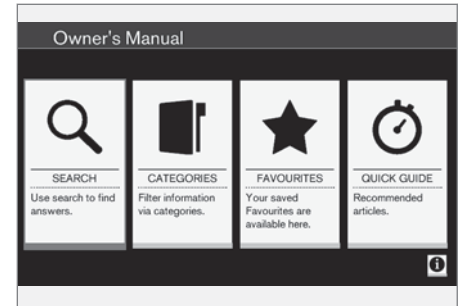 Owner's Manual
SEARCH
Use search to find
answers.
CATEGORIES
Filter information
via categories.
FAVOURITES
Your saved
Favourites are
available here.
QUICK GUIDE
Recommended
articles.
i